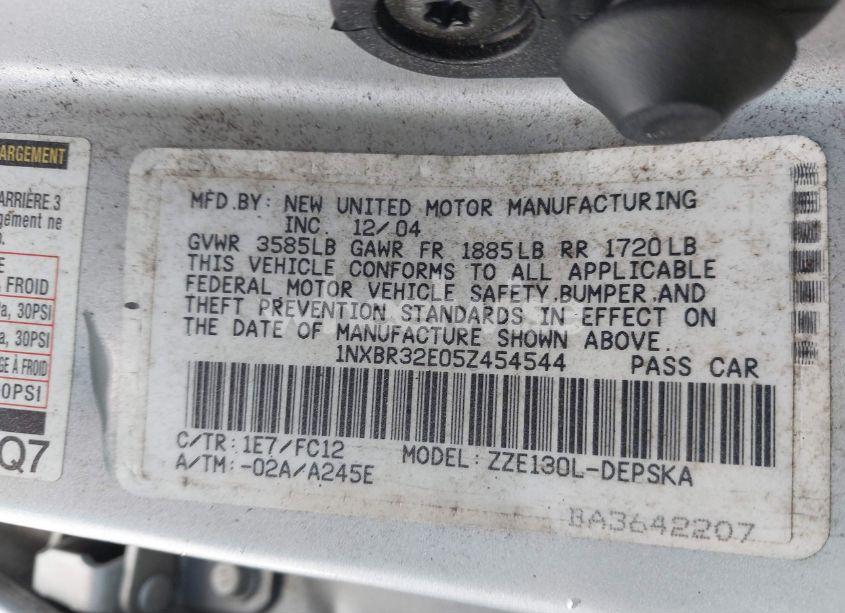 ARGEMENT
ARRIÈRE 3
gement ne
E
FROID
a, 30PSI
a, 30PSI
GE À FROID
0PSI
Q7
MFD.BY: NEW UNITED MOTOR MANUFACTURING
INC. 12/04
GVWR 3585LB GAWR FR 1885LB RR 1720LB
THIS VEHICLE CONFORMS TO ALL APPLICABLE
FEDERAL MOTOR VEHICLE SAFETY.BUMPER.AND
THEFT PREVENTION STANDARDS IN EFFECT ON
THE DATE OF MANUFACTURE SHOWN ABOVE.
1NXBR32E05Z454544 PASS CAR
C/TR: 1E7/FC12
A/TM:-02A/A245E
MODEL: ZZE130L-DEPSKA
BA3642207